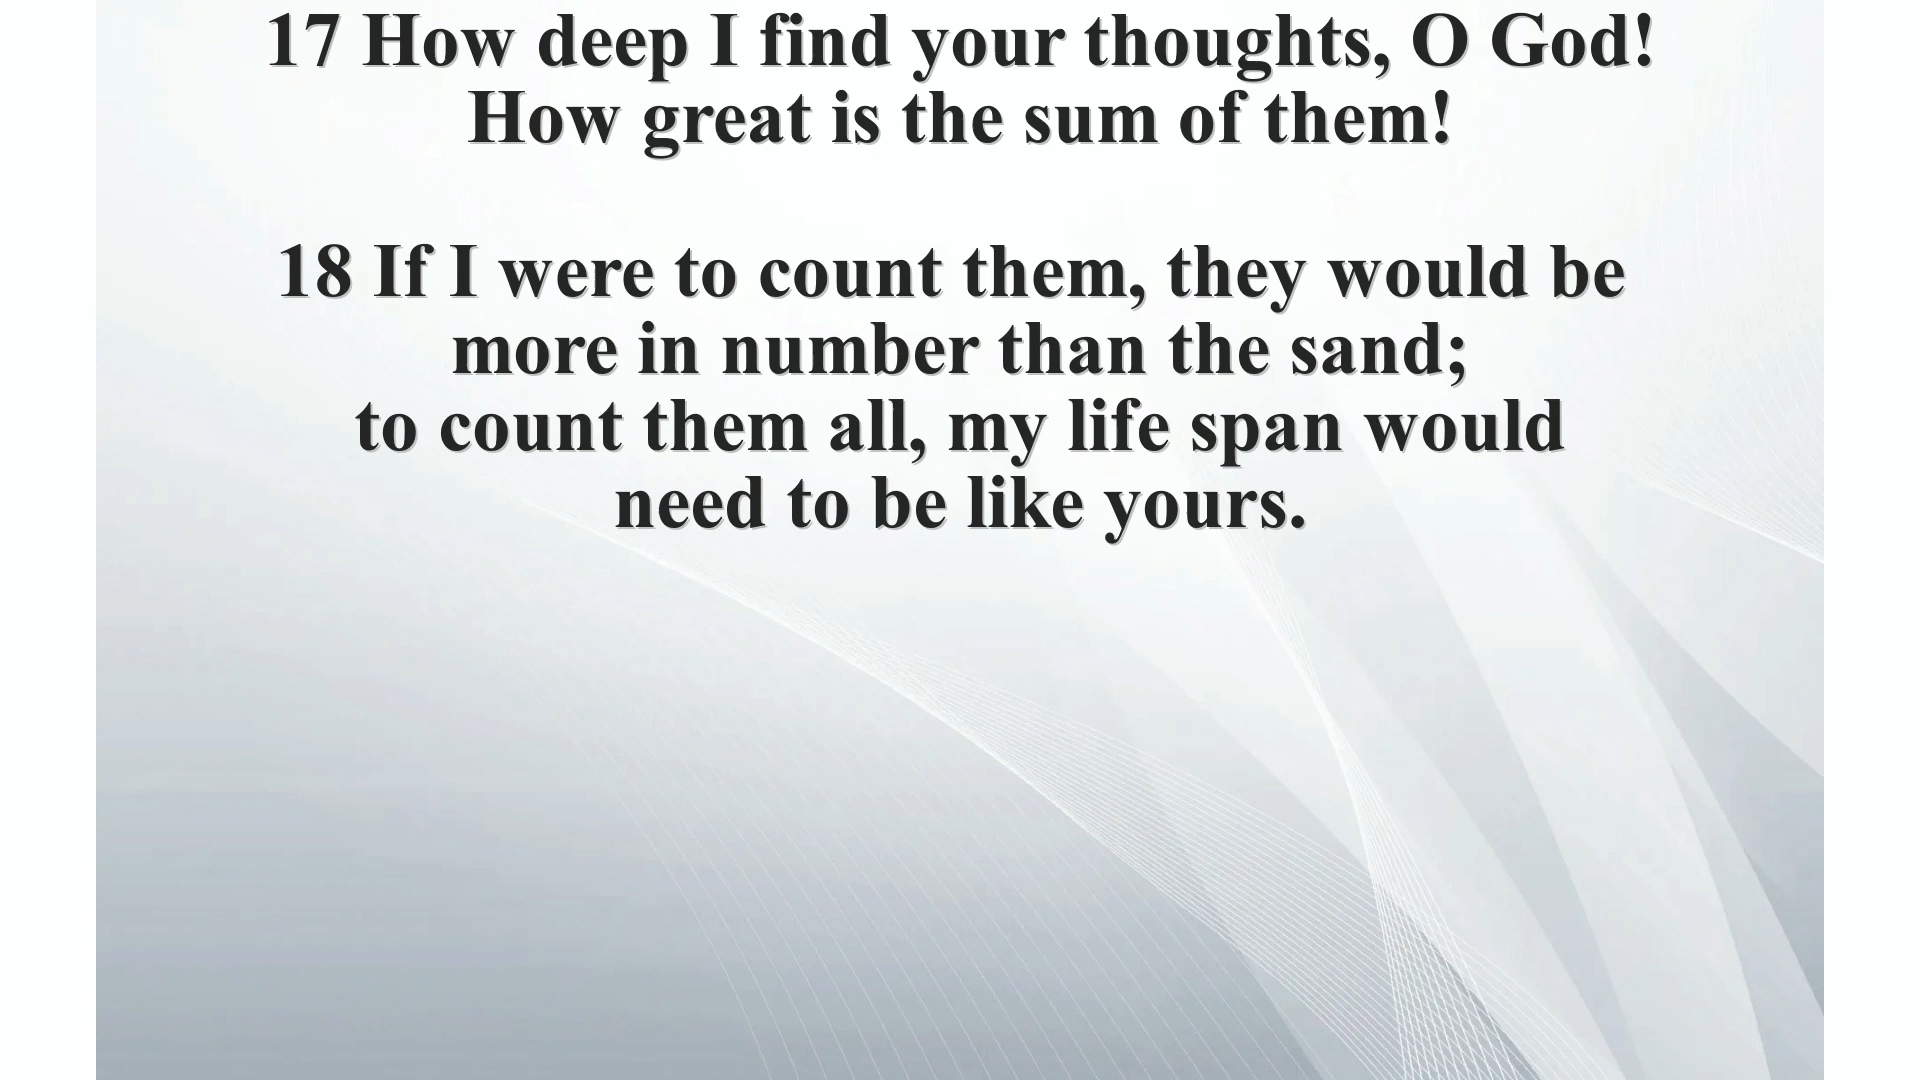 17 How deep I find your thoughts, O God!
How great is the sum of them!
18 If I were to count them, they would be
more in number than the sand;
to count them all, my life span would
need to be like yours.